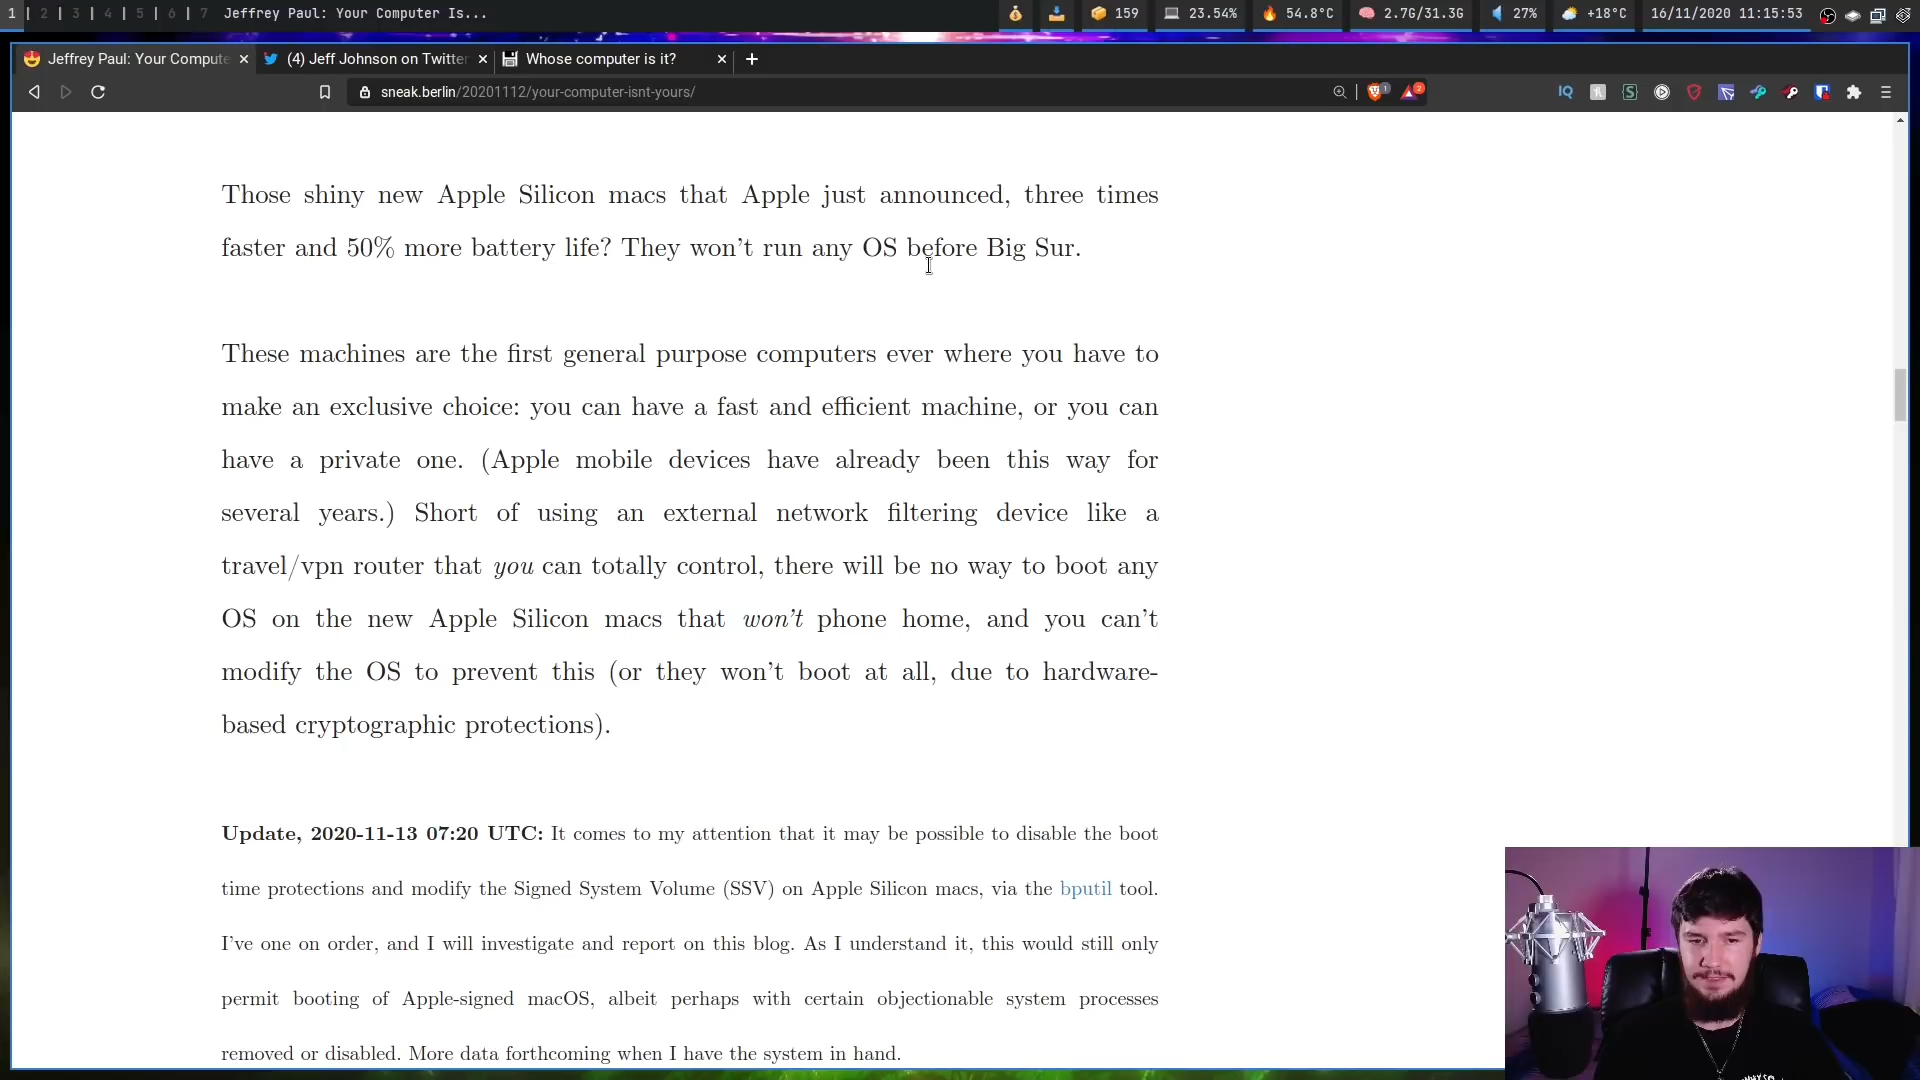 1 | 2 | 3 | 4 | 5 | 6 | 7 Jeffrey Paul: Your Computer Is... 159 23.54% 54.8°C 2.7G/31.3G 27% +18°C 16/11/2020 11:15:53
Jeffrey Paul: Your Compute (4) Jeff Johnson on Twitter Whose computer is it?
sneak.berlin/20201112/your-computer-isnt-yours/ 1 2 IQ
Those shiny new Apple Silicon macs that Apple just announced, three times
faster and 50% more battery life? They won't run any OS before Big Sur.
These machines are the first general purpose computers ever where you have to
make an exclusive choice: you can have a fast and efficient machine, or you can
have a private one. (Apple mobile devices have already been this way for
several years.) Short of using an external network filtering device like a
travel/vpn router that you can totally control, there will be no way to boot any
OS on the new Apple Silicon macs that won't phone home, and you can't
modify the OS to prevent this (or they won't boot at all, due to hardware-
based cryptographic protections).
Update, 2020-11-13 07:20 UTC: It comes to my attention that it may be possible to disable the boot
time protections and modify the Signed System Volume (SSV) on Apple Silicon macs, via the bputil tool.
I've one on order, and I will investigate and report on this blog. As I understand it, this would still only
permit booting of Apple-signed macOS, albeit perhaps with certain objectionable system processes
removed or disabled. More data forthcoming when I have the system in hand.